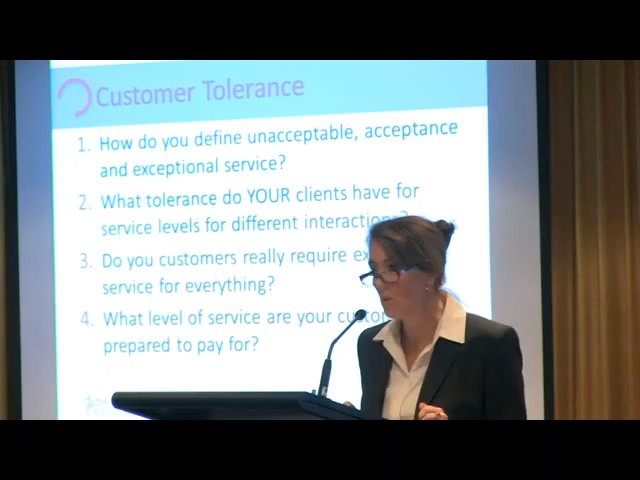 Customer Tolerance
1. How do you define unacceptable, acceptance
and exceptional service?
2. What tolerance do YOUR clients have for
service levels for different interactions?
3. Do you customers really require
service for everything?
4. What level of service are your
prepared to pay for?